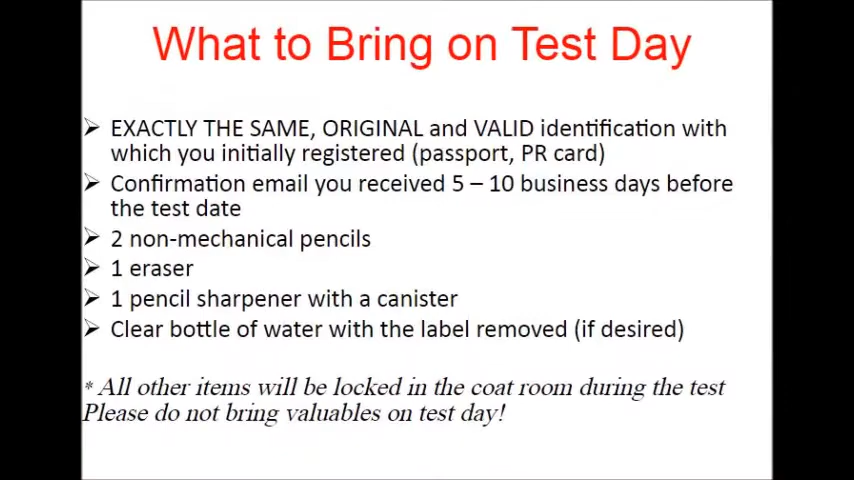 What to Bring on Test Day
➢ EXACTLY THE SAME, ORIGINAL and VALID identification with
which you initially registered (passport, PR card)
➢ Confirmation email you received 5 – 10 business days before
the test date
➢ 2 non-mechanical pencils
➢ 1 eraser
➢ 1 pencil sharpener with a canister
➢ Clear bottle of water with the label removed (if desired)
* All other items will be locked in the coat room during the test
Please do not bring valuables on test day!